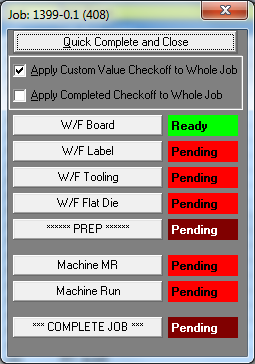 Job: 1399-0.1 (408)
Quick Complete and Close
Apply Custom Value Checkoff to Whole Job
Apply Completed Checkoff to Whole Job
W/F Board Ready
W/F Label Pending
W/F Tooling Pending
W/F Flat Die Pending
****** PREP ****** Pending
Machine MR Pending
Machine Run Pending
*** COMPLETE JOB *** Pending